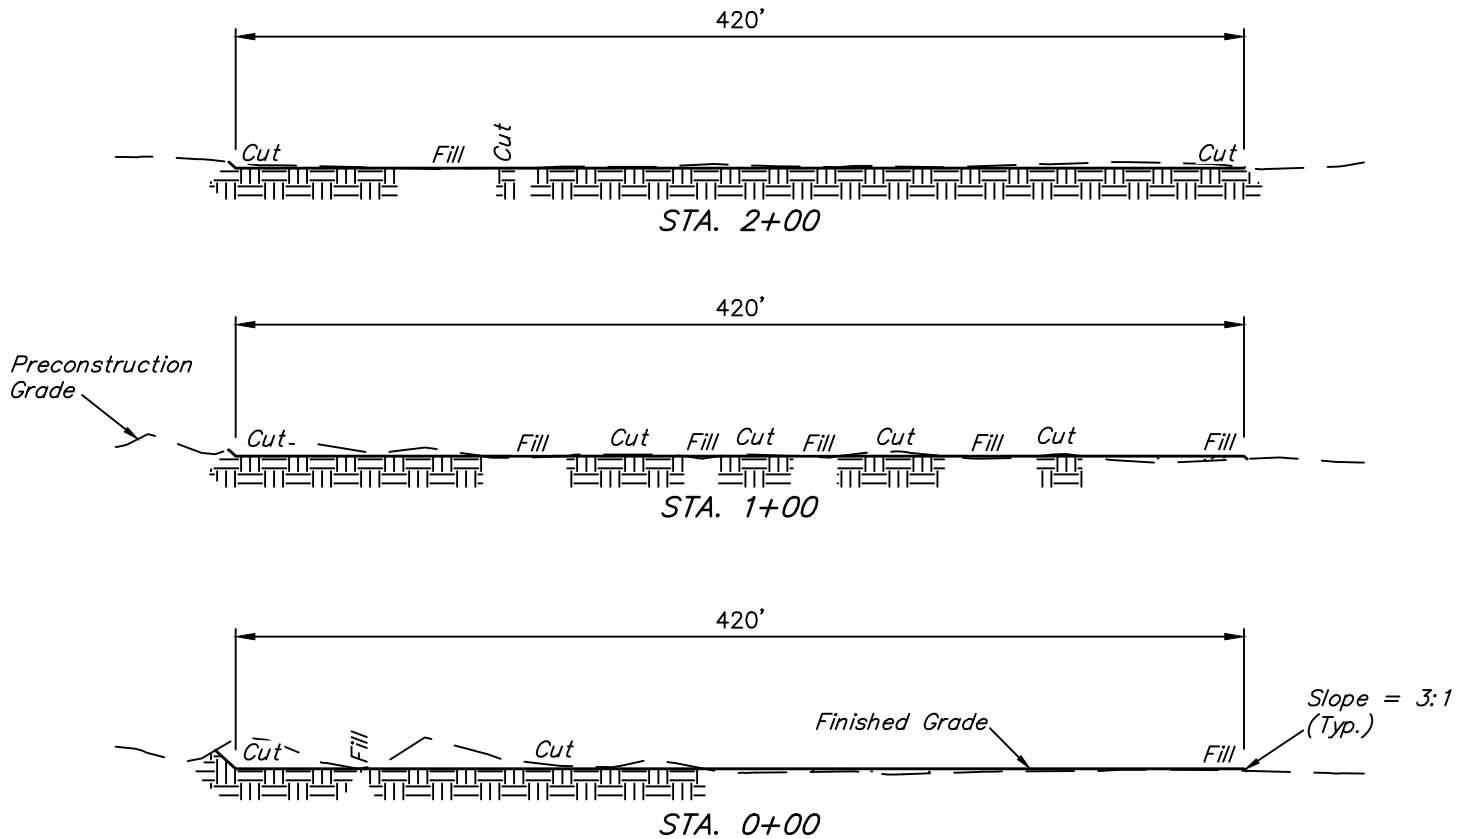 420'
Cut
Fill
Cut
Cut
STA. 2+00
420'
Preconstruction
Grade
Cut
Fill
Cut
Fill
Cut
Fill
Cut
Fill
Cut
Fill
STA. 1+00
420'
Slope = 3:1
(Typ.)
Finished Grade
Cut
Fill
Cut
Fill
STA. 0+00